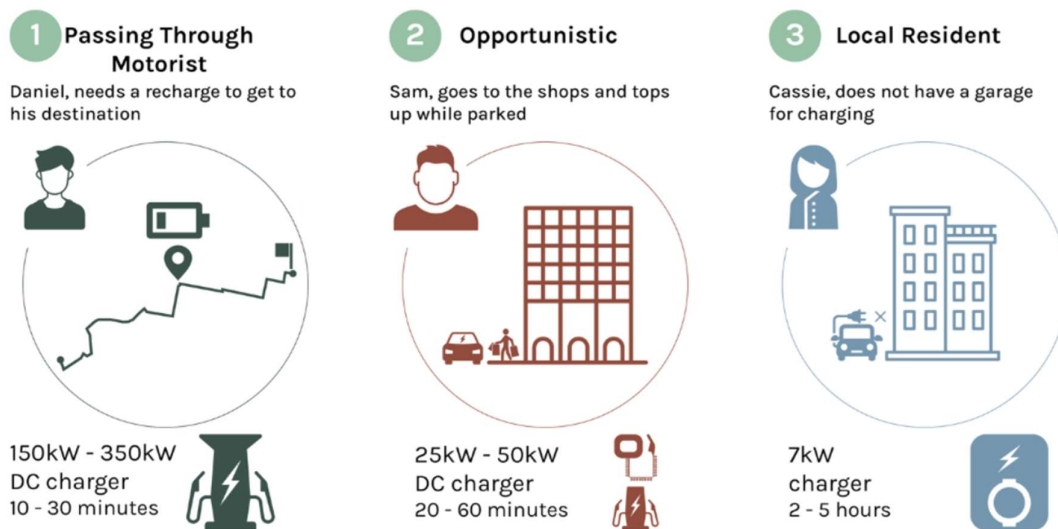 1
Passing Through
Motorist
Daniel, needs a recharge to get to
his destination
150kW - 350kW
DC charger
10 - 30 minutes
2
Opportunistic
Sam, goes to the shops and tops
up while parked
25kW - 50kW
DC charger
20 - 60 minutes
3
Local Resident
Cassie, does not have a garage
for charging
7kW
charger
2 - 5 hours